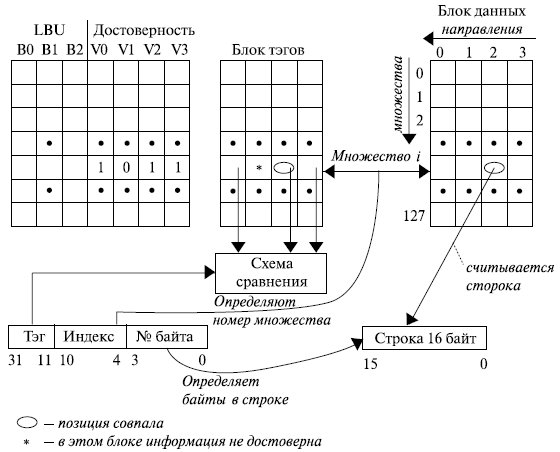 LBU Достоверность
B0 B1 B2 V0 V1 V2 V3
Блок тэгов
Блок данных
направления
0 1 2 3
множества
0
1
2
1 0 1 1
*
Множество i
127
Схема
сравнения
считывается
сторока
Определяют
номер множества
Тэг Индекс № байта
31 11 10 4 3 0
Строка 16 байт
15 0
Определяет
байты в строке
– позиция совпала
* – в этом блоке информация не достоверна